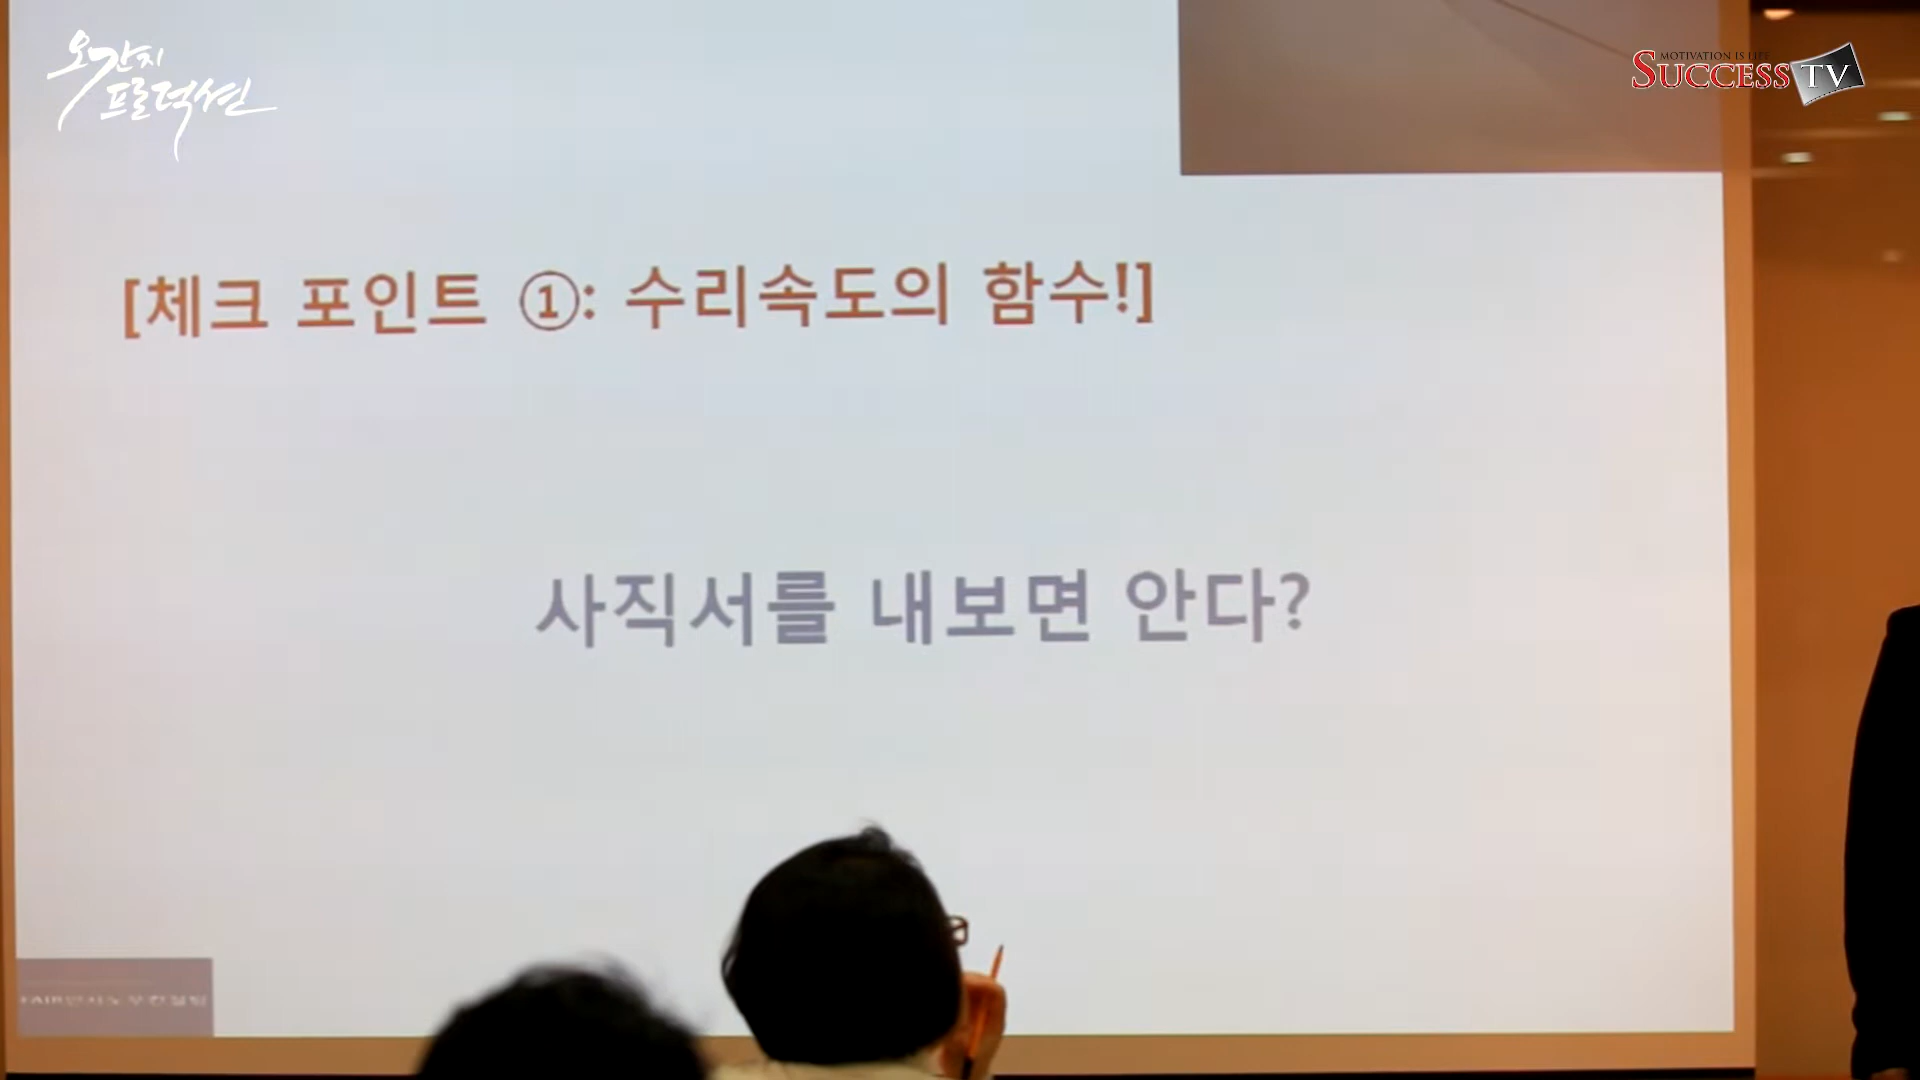 오간지
프로덕션
MOTIVATION IS LIFE
SUCCESS TV
[체크 포인트 ①: 수리속도의 함수!]
사직서를 내보면 안다?